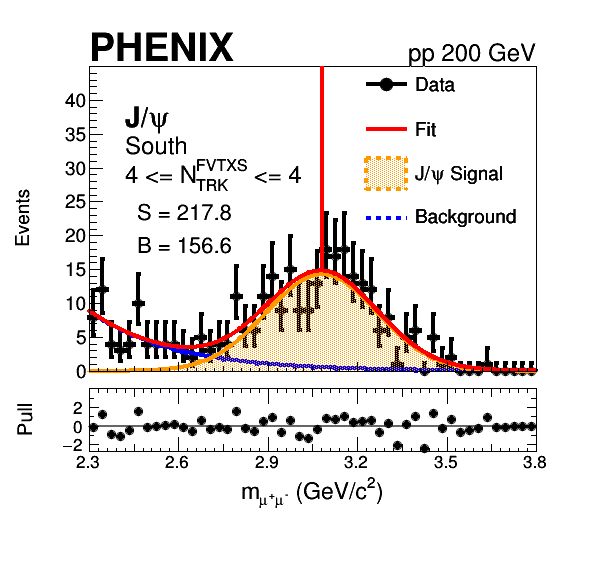 PHENIX
pp 200 GeV
Data
Fit
J/ψ Signal
Background
J/ψ
South
4 <= N_TRK^FVTXS <= 4
S = 217.8
B = 156.6
Events
40
35
30
25
20
15
10
5
0
Pull
2
0
−2
2.3 2.6 2.9 3.2 3.5 3.8
m_μ⁺μ⁻ (GeV/c²)